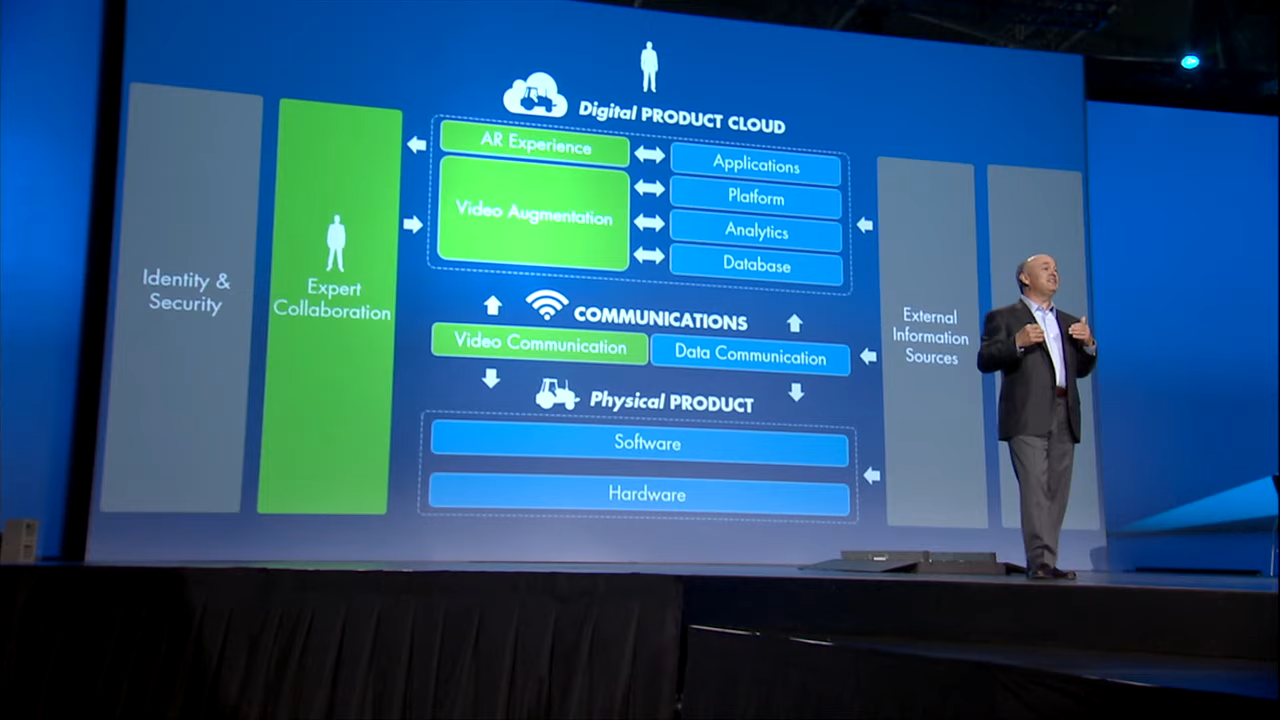 Digital PRODUCT CLOUD
AR Experience
Video Augmentation
Applications
Platform
Analytics
Database
Identity &
Security
Expert
Collaboration
COMMUNICATIONS
Video Communication
Data Communication
External
Information
Sources
Physical PRODUCT
Software
Hardware